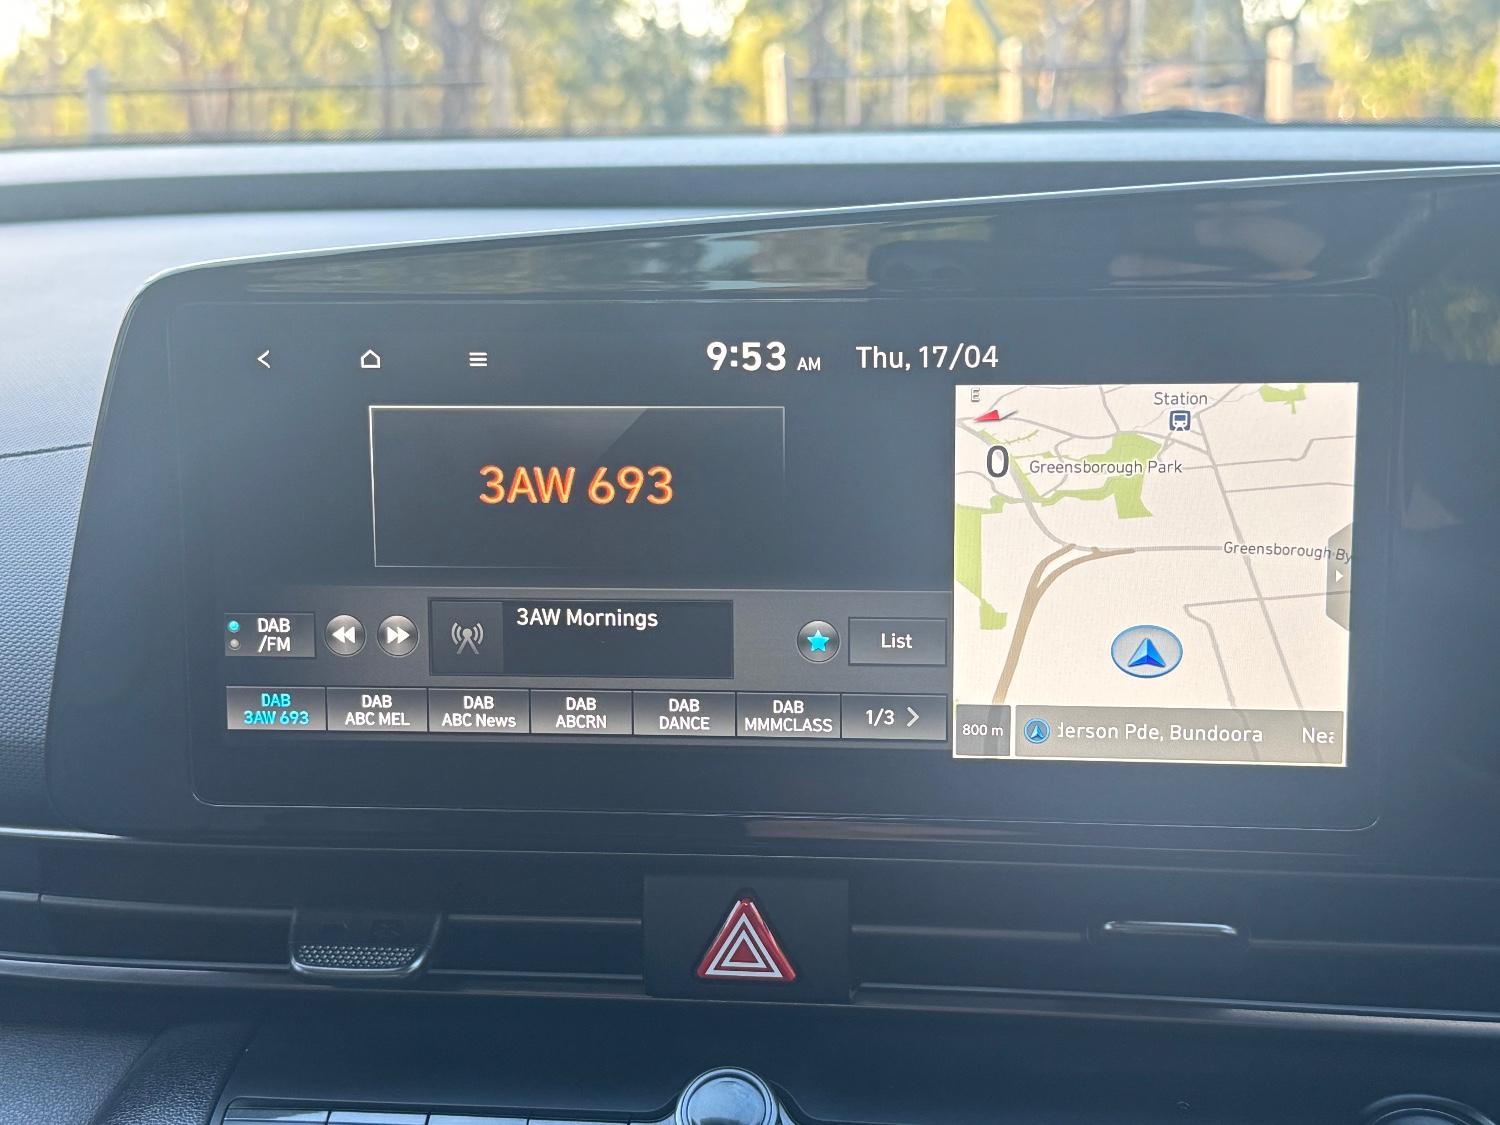 9:53 AM Thu, 17/04
3AW 693
DAB
/FM
3AW Mornings
List
DAB
3AW 693
DAB
ABC MEL
DAB
ABC News
DAB
ABCRN
DAB
DANCE
DAB
MMMCLASS
1/3
E
Station
0
Greensborough Park
Greensborough By
800 m
derson Pde, Bundoora
Nea